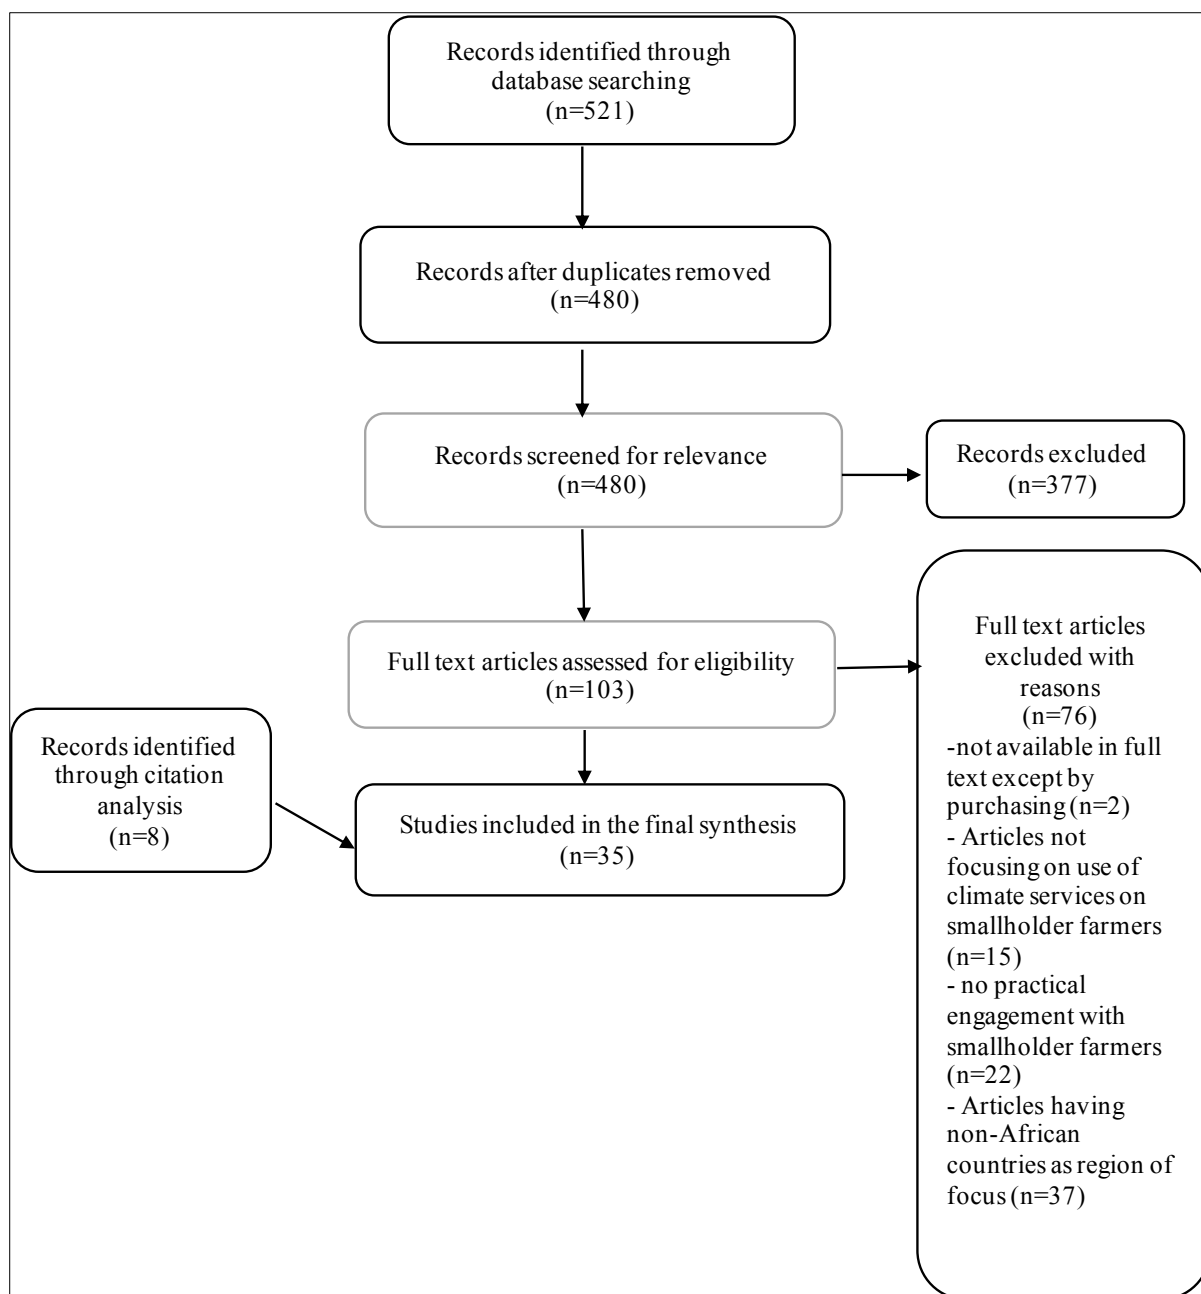 Records identified through
database searching
(n=521)
Records after duplicates removed
(n=480)
Records screened for relevance
(n=480)
Records excluded
(n=377)
Full text articles assessed for eligibility
(n=103)
Full text articles
excluded with
reasons
(n=76)
-not available in full
text except by
purchasing (n=2)
- Articles not
focusing on use of
climate services on
smallholder farmers
(n=15)
- no practical
engagement with
smallholder farmers
(n=22)
- Articles having
non-African
countries as region of
focus (n=37)
Records identified
through citation
analysis
(n=8)
Studies included in the final synthesis
(n=35)